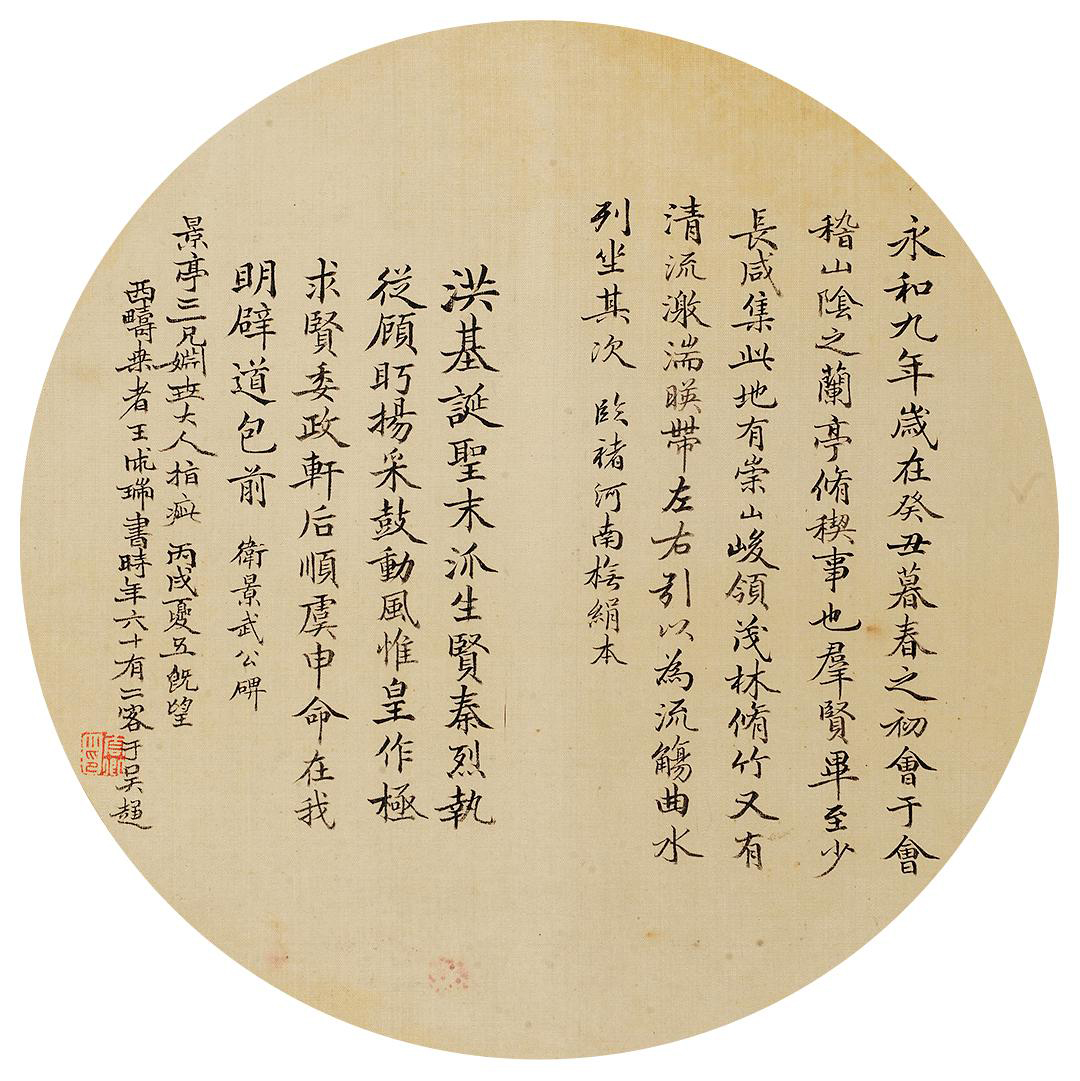 永和九年歲在癸丑暮春之初會于會
稽山陰之蘭亭脩稧事也羣賢畢至少
長咸集此地有崇山峻領茂林脩竹又有
清流激湍暎帶左右引以為流觴曲水
列坐其次 臨褚河南橅絹本
洪基誕聖末派生賢秦烈執
從顧眄揚采鼓動風惟皇作極
求賢委政軒后順虞申命在我
明辟道包前 衛景武公碑
景亭三兄姻世大人指疵 丙戌夏五既望
西疇耒者王 瑞書時年六十有二客于吳趨